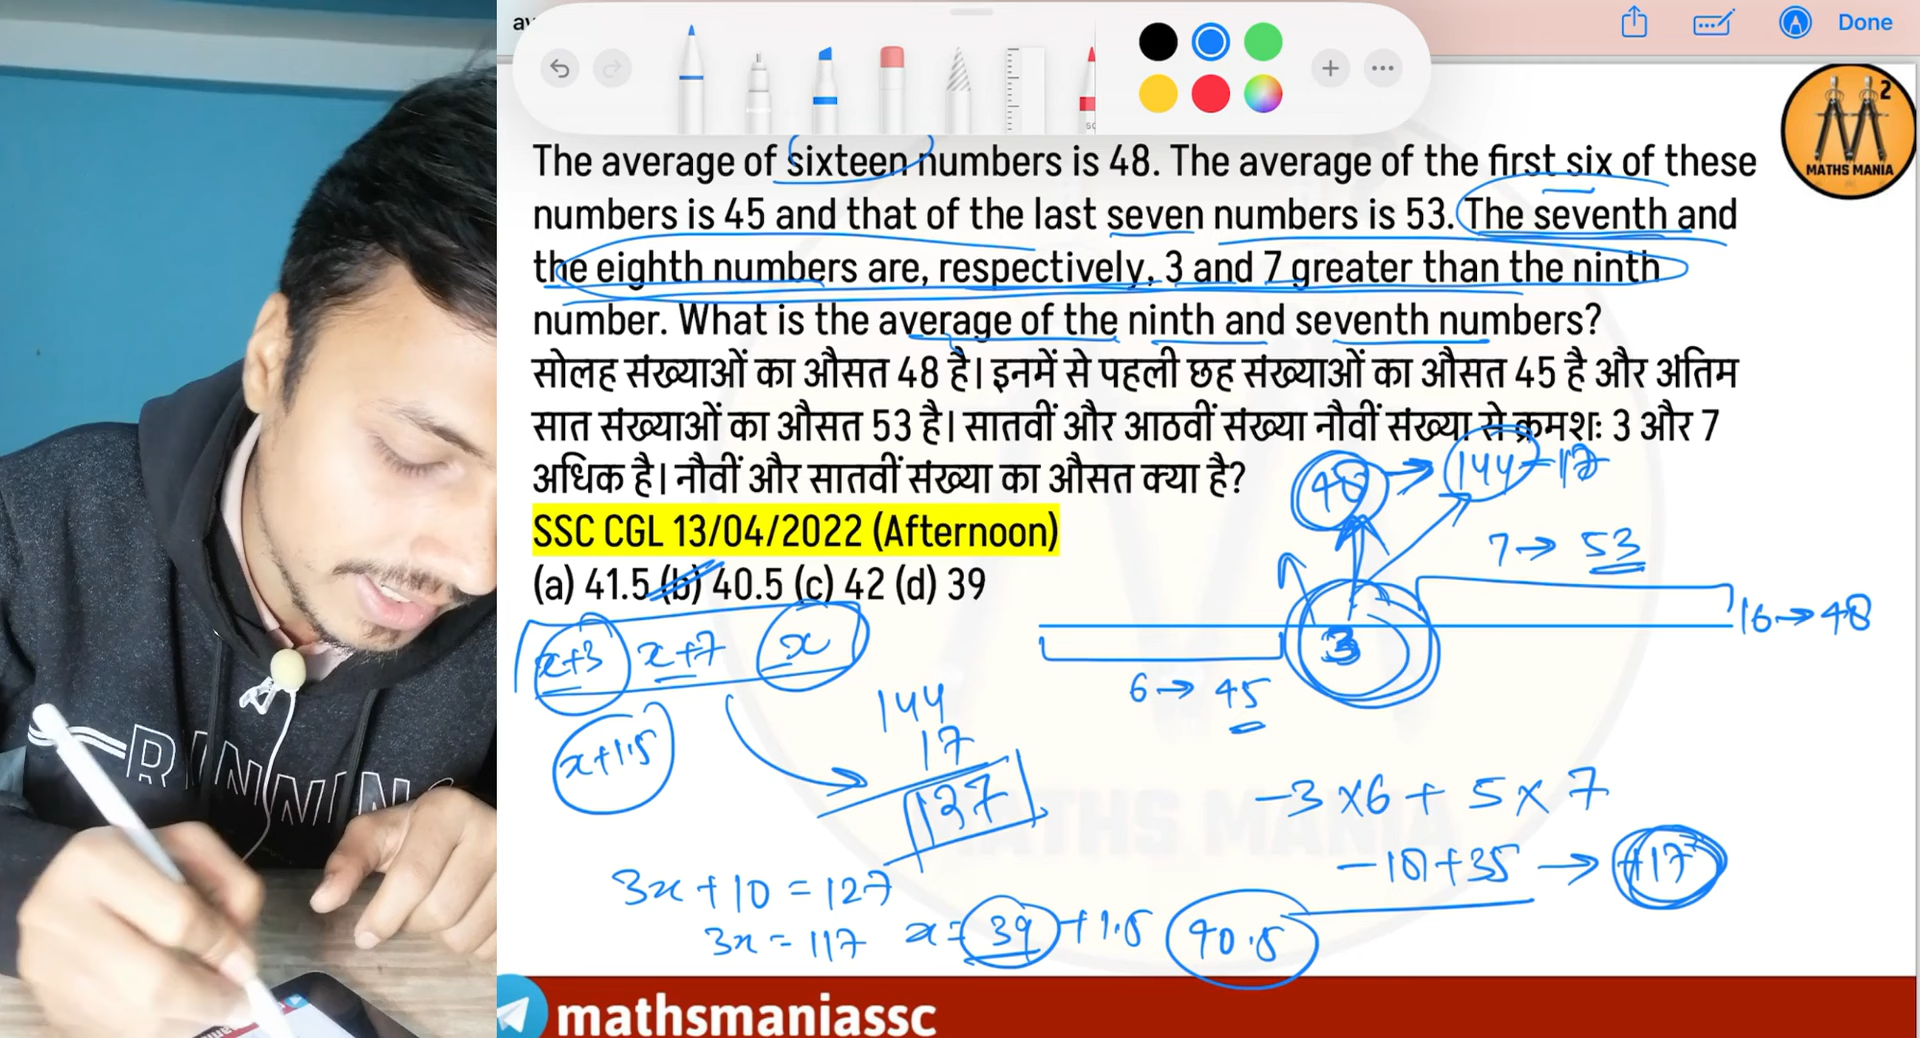 Done
2
MATHS MANIA
The average of sixteen numbers is 48. The average of the first six of these
numbers is 45 and that of the last seven numbers is 53. The seventh and
the eighth numbers are, respectively, 3 and 7 greater than the ninth
number. What is the average of the ninth and seventh numbers?
सोलह संख्याओं का औसत 48 है। इनमें से पहली छह संख्याओं का औसत 45 है और अंतिम
सात संख्याओं का औसत 53 है। सातवीं और आठवीं संख्या नौवीं संख्या से क्रमशः 3 और 7
अधिक है। नौवीं और सातवीं संख्या का औसत क्या है?
SSC CGL 13/04/2022 (Afternoon)
(a) 41.5 (b) 40.5 (c) 42 (d) 39
48 → 144 - 17
7 → 53
16 → 48
3
6 → 45
x+3 x+7 x
x+1.5
144
17
127
-3 x 6 + 5 x 7
-18 + 35 → +17
3x + 10 = 127
3x = 117 x = 39 + 1.5 40.5
RINNIN
mathsmaniassc